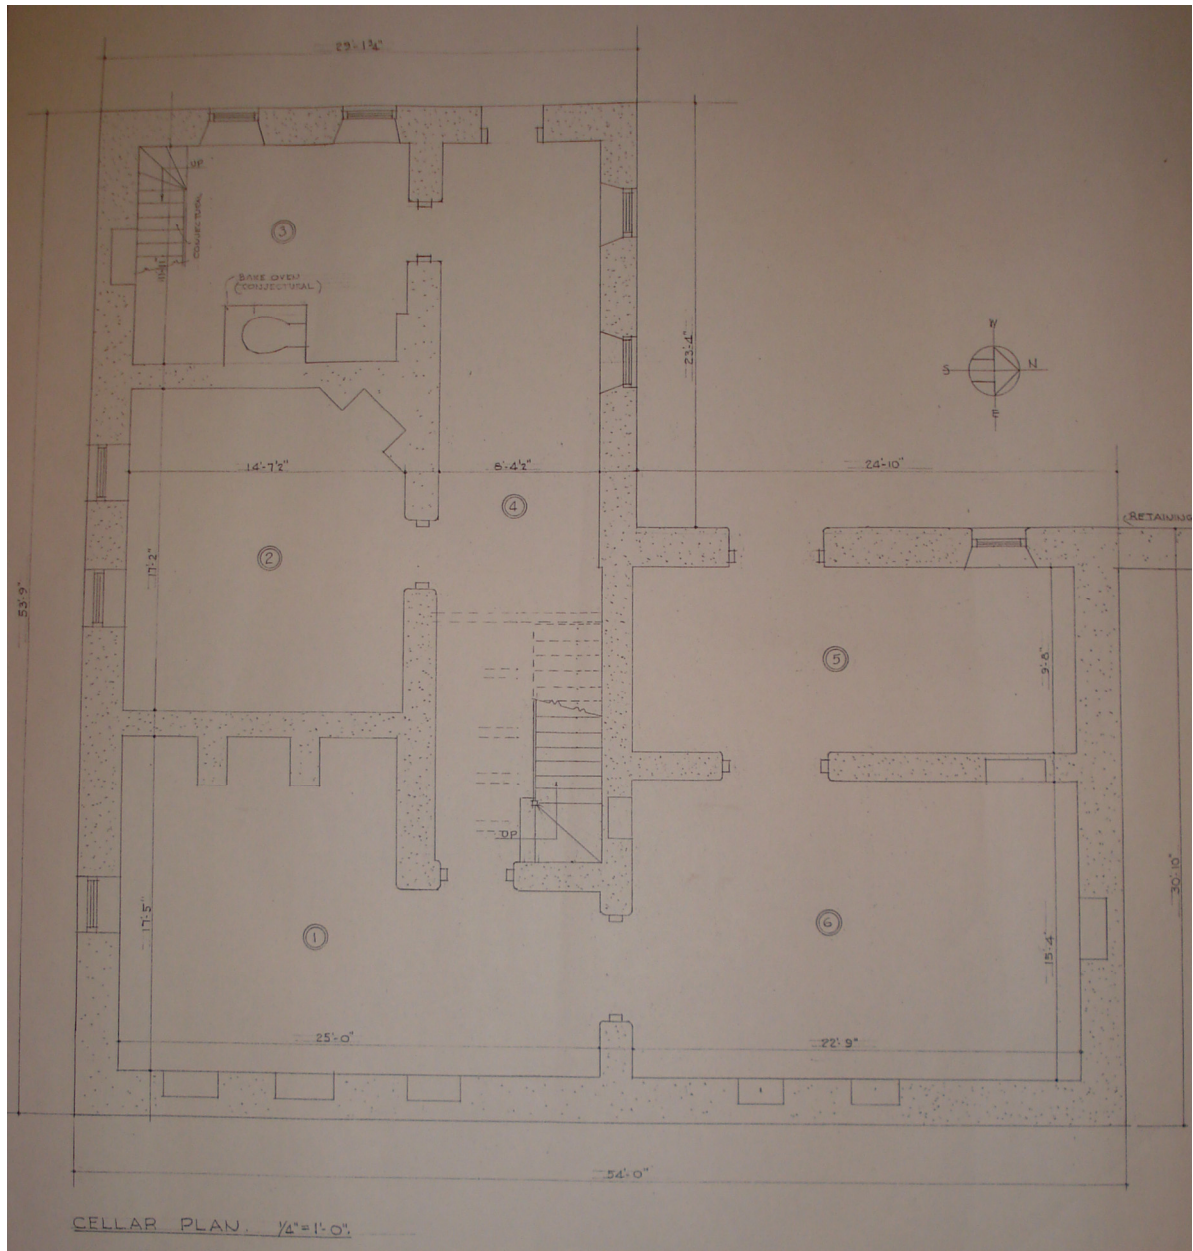 29'-1¾"
UP
CONJECTURAL
3
BAKE OVEN
(CONJECTURAL)
23'-4"
W
S
N
E
14'-7½"
8'-4½"
24'-10"
4
RETAINING
2
17'-2"
53'-9"
5
9'-8"
UP
30'-10"
17'-5"
1
6
15'-4"
25'-0"
22'-9"
54'-0"
CELLAR PLAN. ¼"=1'-0".